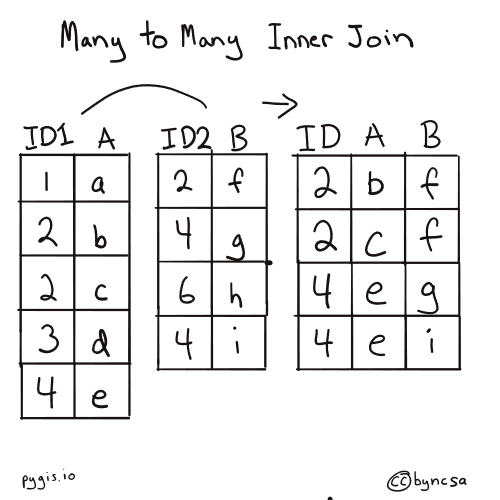 Many to Many Inner Join
ID1 A ID2 B ID A B
1 a 2 f 2 b f
2 b 4 g 2 c f
2 c 6 h 4 e g
3 d 4 i 4 e i
4 e
pygis.io cc byncsa